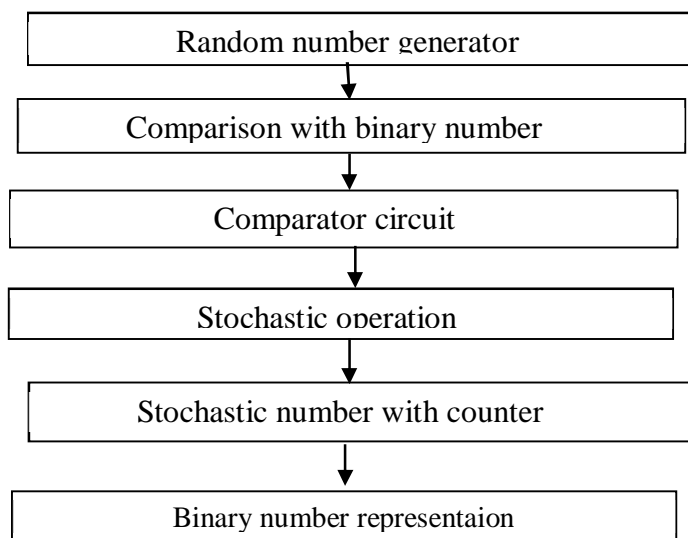 Random number generator
Comparison with binary number
Comparator circuit
Stochastic operation
Stochastic number with counter
Binary number representaion